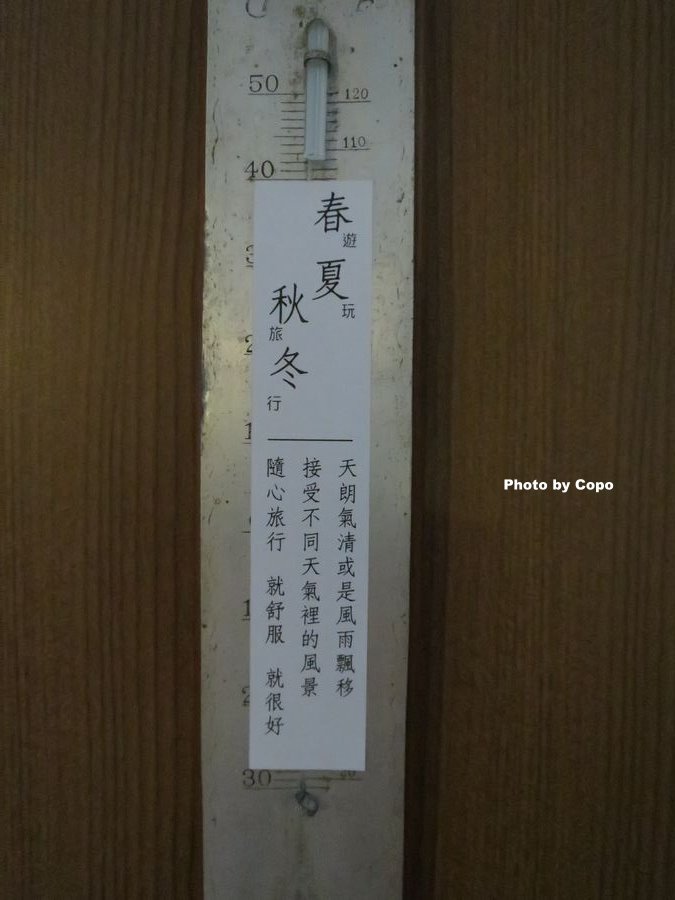 C F
50
120
110
40
春遊
夏玩
秋旅
冬行
天朗氣清或是風雨飄移
接受不同天氣裡的風景
隨心旅行 就舒服 就很好
30
Photo by Copo